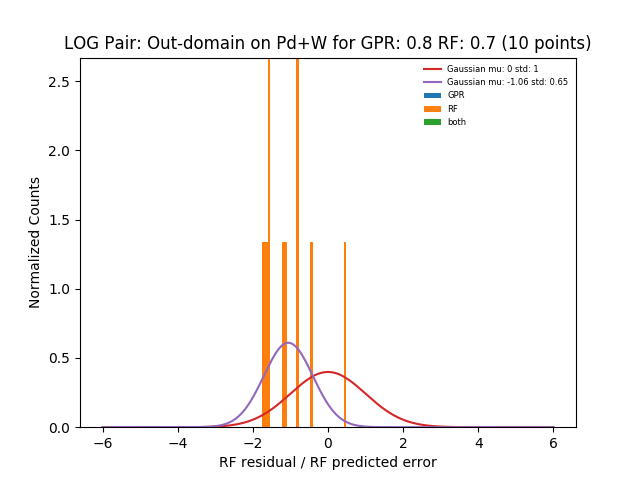 LOG Pair: Out-domain on Pd+W for GPR: 0.8 RF: 0.7 (10 points)
Gaussian mu: 0 std: 1
Gaussian mu: -1.06 std: 0.65
GPR
RF
both
Normalized Counts
2.5
2.0
1.5
1.0
0.5
0.0
−6 −4 −2 0 2 4 6
RF residual / RF predicted error